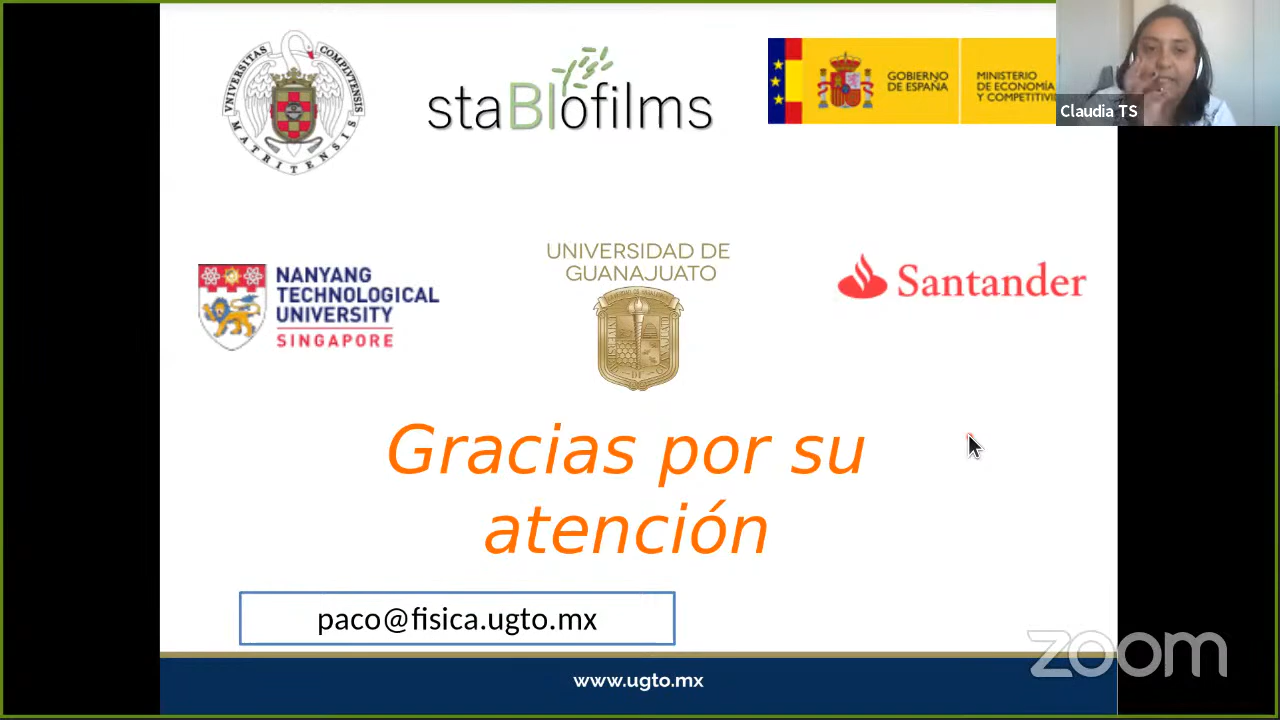 UNIVERSITAS COMPLUTENSIS
MATRITENSIS
staBIofilms
GOBIERNO
DE ESPAÑA
MINISTERIO
DE ECONOMÍA
Y COMPETITIVI
Claudia TS
NANYANG
TECHNOLOGICAL
UNIVERSITY
SINGAPORE
UNIVERSIDAD DE
GUANAJUATO
Santander
Gracias por su
atención
paco@fisica.ugto.mx
zoom
www.ugto.mx